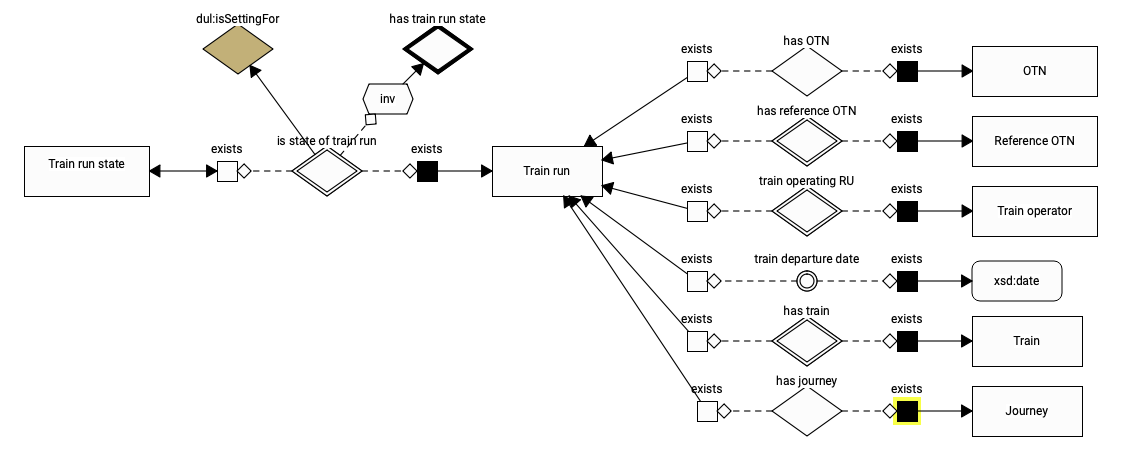 dul:isSettingFor
has train run state
inv
is state of train run
exists
exists
Train run state
Train run
exists
has OTN
exists
OTN
exists
has reference OTN
exists
Reference OTN
exists
train operating RU
exists
Train operator
exists
train departure date
exists
xsd:date
exists
has train
exists
Train
exists
has journey
exists
Journey